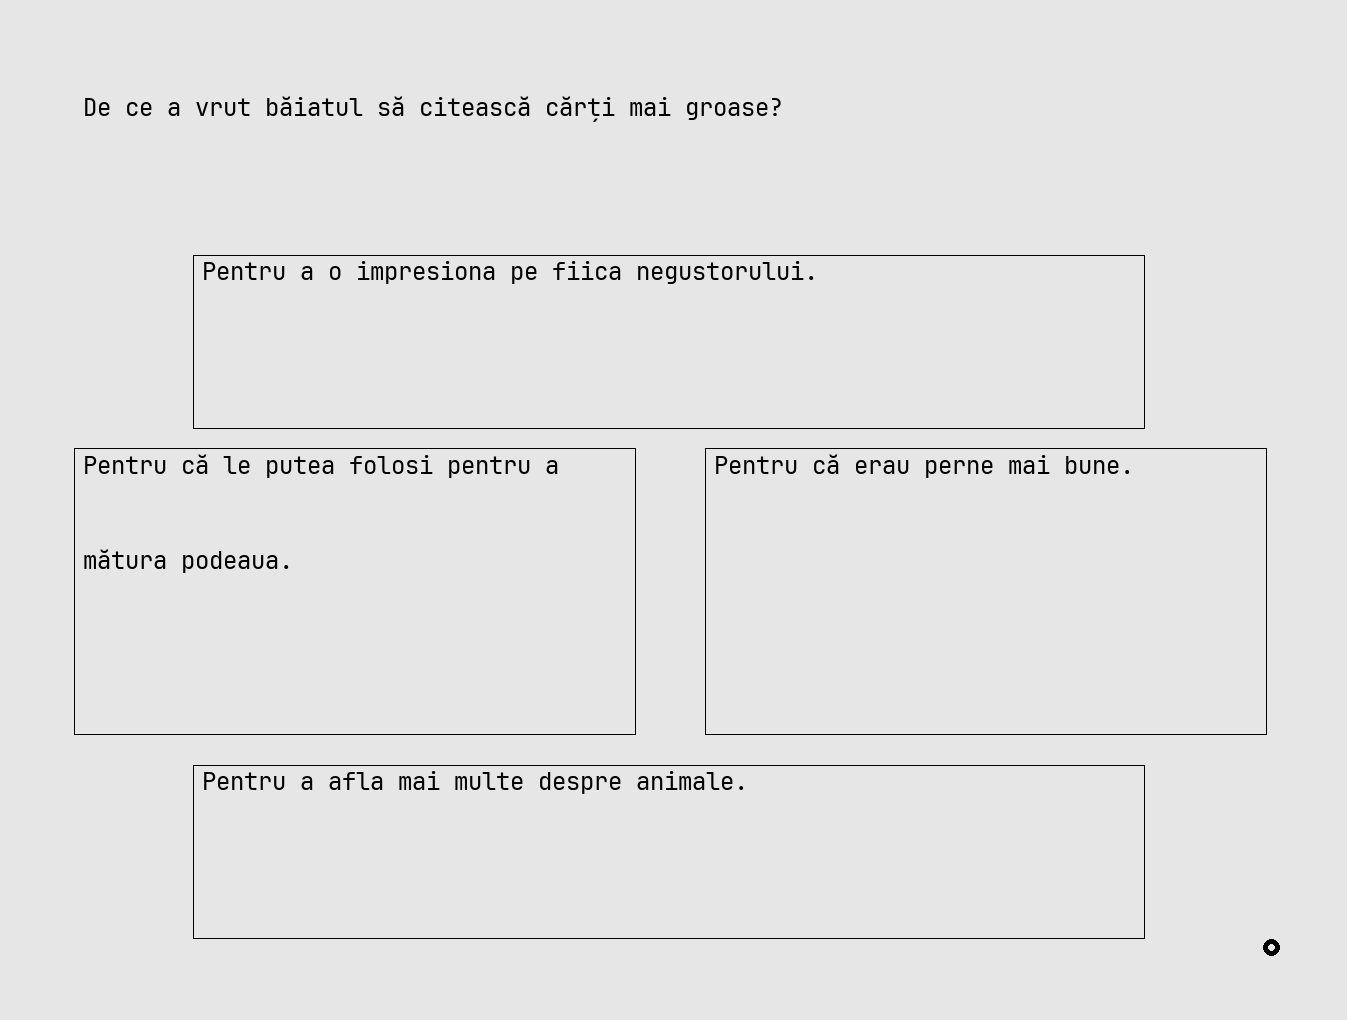 De ce a vrut băiatul să citească cărți mai groase?
Pentru a o impresiona pe fiica negustorului.
Pentru că le putea folosi pentru a
mătura podeaua.
Pentru că erau perne mai bune.
Pentru a afla mai multe despre animale.